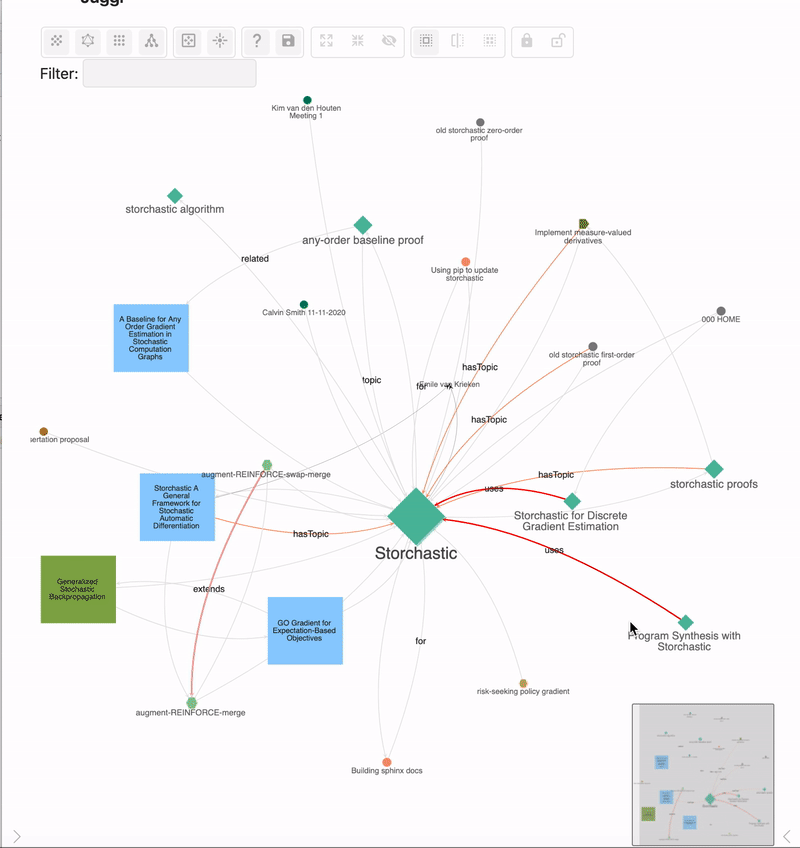 Juggl
Filter:
Kim van den Houten
Meeting 1
old storchastic zero-order
proof
storchastic algorithm
any-order baseline proof
Implement measure-valued
derivatives
related
Using pip to update
storchastic
A Baseline for Any
Order Gradient
Estimation in
Stochastic
Computation
Graphs
Calvin Smith 11-11-2020
000 HOME
old storchastic first-order
proof
hasTopic
topic
for
Emile van Krieken
hasTopic
sertation proposal
augment-REINFORCE-swap-merge
hasTopic
storchastic proofs
uses
Storchastic A
General
Framework for
Stochastic
Automatic
Differentiation
Storchastic for Discrete
Gradient Estimation
hasTopic
Storchastic
uses
Generalized
Stochastic
Backpropagation
extends
GO Gradient for
Expectation-Based
Objectives
Program Synthesis with
Storchastic
for
risk-seeking policy gradient
augment-REINFORCE-merge
Building sphinx docs